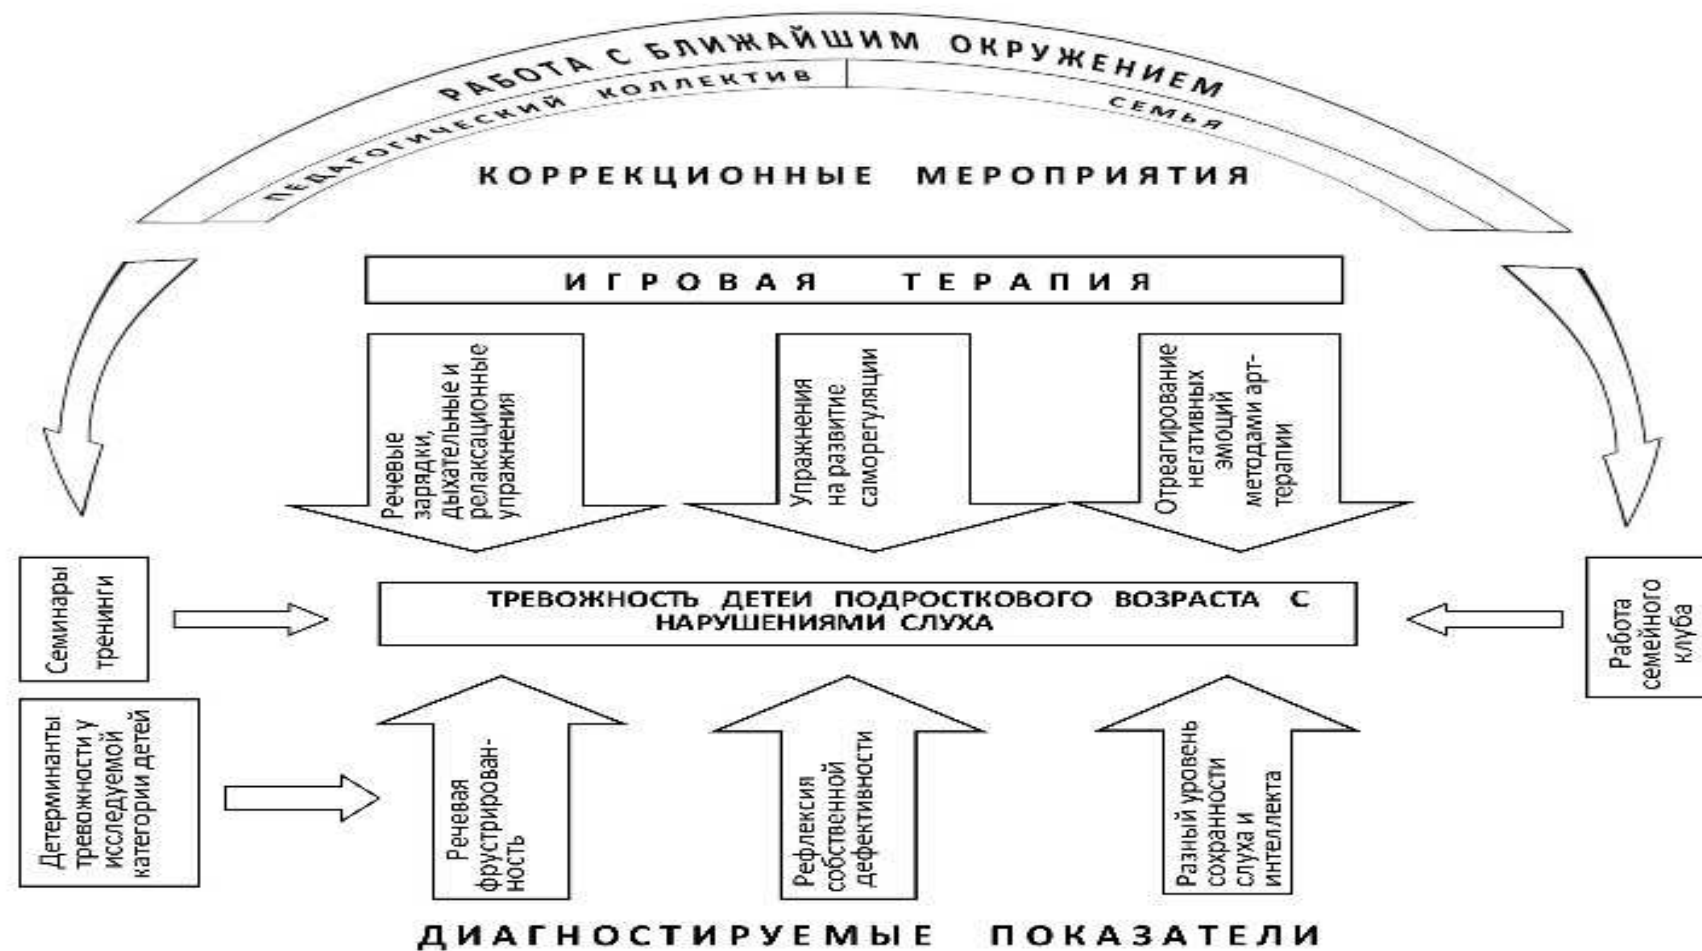 РАБОТА С БЛИЖАЙШИМ ОКРУЖЕНИЕМ
ПЕДАГОГИЧЕСКИЙ КОЛЛЕКТИВ
СЕМЬЯ
КОРРЕКЦИОННЫЕ МЕРОПРИЯТИЯ
ИГРОВАЯ ТЕРАПИЯ
Речевые
зарядки,
дыхательные и
релаксационные
упражнения
Упражнения
на развитие
саморегуляции
Отреагирование
негативных
эмоций
методами арт-
терапии
Семинары
тренинги
ТРЕВОЖНОСТЬ ДЕТЕИ ПОДРОСТКОВОГО ВОЗРАСТА С
НАРУШЕНИЯМИ СЛУХА
Работа
семейного
клуба
Детерминанты
тревожности у
исследуемой
категории детей
Речевая
фрустрирован-
ность
Рефлексия
собственной
дефективности
Разный уровень
сохранности
слуха и
интеллекта
ДИАГНОСТИРУЕМЫЕ ПОКАЗАТЕЛИ